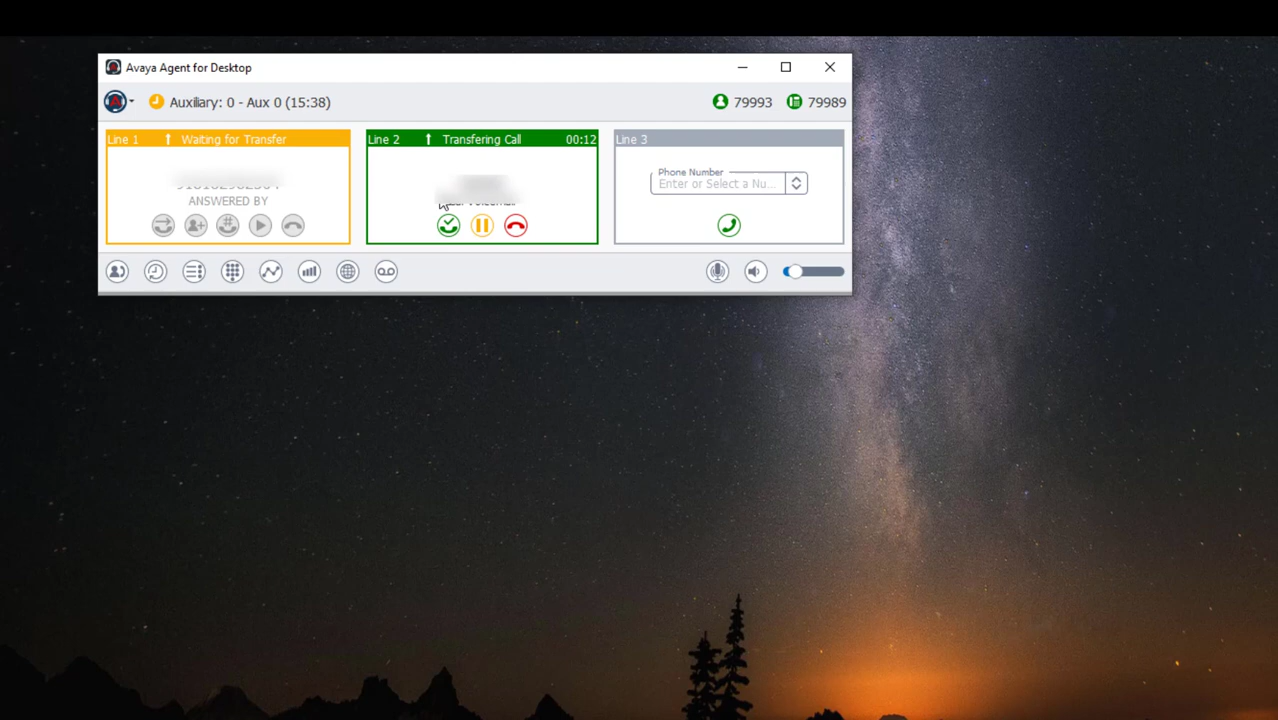 Avaya Agent for Desktop
Auxiliary: 0 - Aux 0 (15:38)
79993
79989
Line 1 Waiting for Transfer
ANSWERED BY
Line 2 Transfering Call 00:12
Line 3
Phone Number
Enter or Select a Nu...